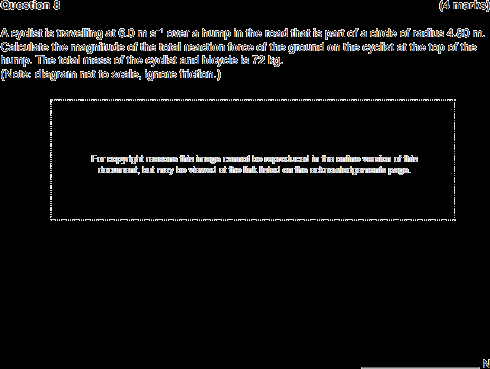 Question 8 (4 marks)
A cyclist is travelling at 6.0 m s⁻¹ over a hump in the road that is part of a circle of radius 4.80 m.
Calculate the magnitude of the total reaction force of the ground on the cyclist at the top of the
hump. The total mass of the cyclist and bicycle is 72 kg.
(Note: diagram not to scale, ignore friction.)
For copyright reasons this image cannot be reproduced in the online version of this
document, but may be viewed at the link listed on the acknowledgements page.
N